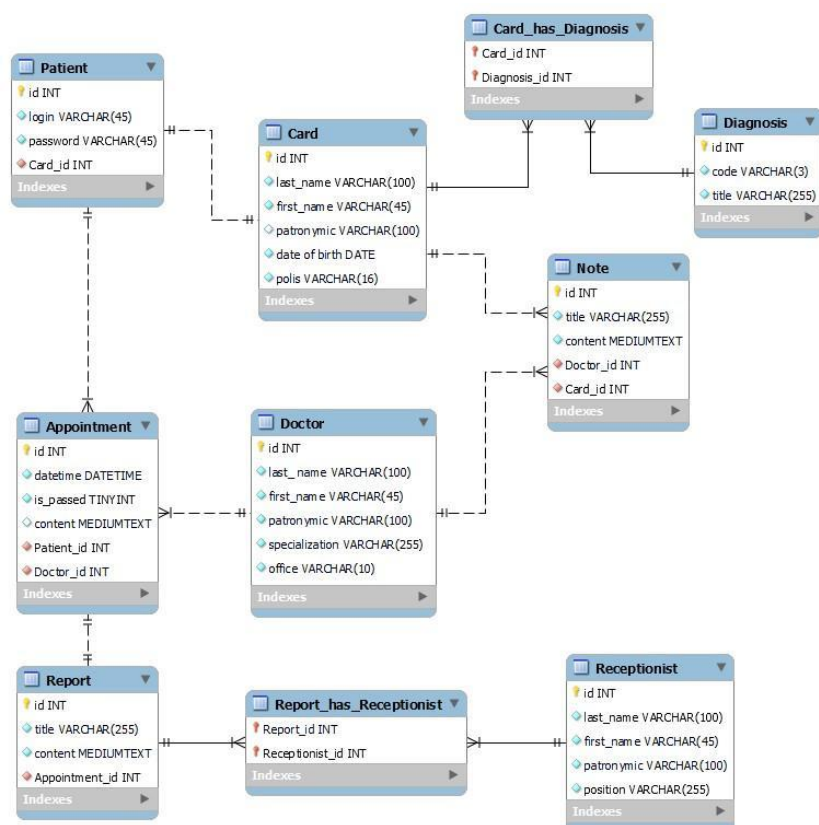 Patient
id INT
login VARCHAR(45)
password VARCHAR(45)
Card_id INT
Indexes
Card
id INT
last_name VARCHAR(100)
first_name VARCHAR(45)
patronymic VARCHAR(100)
date of birth DATE
polis VARCHAR(16)
Indexes
Card_has_Diagnosis
Card_id INT
Diagnosis_id INT
Indexes
Diagnosis
id INT
code VARCHAR(3)
title VARCHAR(255)
Indexes
Note
id INT
title VARCHAR(255)
content MEDIUMTEXT
Doctor_id INT
Card_id INT
Indexes
Appointment
id INT
datetime DATETIME
is_passed TINYINT
content MEDIUMTEXT
Patient_id INT
Doctor_id INT
Indexes
Doctor
id INT
last_ name VARCHAR(100)
first_name VARCHAR(45)
patronymic VARCHAR(100)
specialization VARCHAR(255)
office VARCHAR(10)
Indexes
Report
id INT
title VARCHAR(255)
content MEDIUMTEXT
Appointment_id INT
Indexes
Report_has_Receptionist
Report_id INT
Receptionist_id INT
Indexes
Receptionist
id INT
last_name VARCHAR(100)
first_name VARCHAR(45)
patronymic VARCHAR(100)
position VARCHAR(255)
Indexes